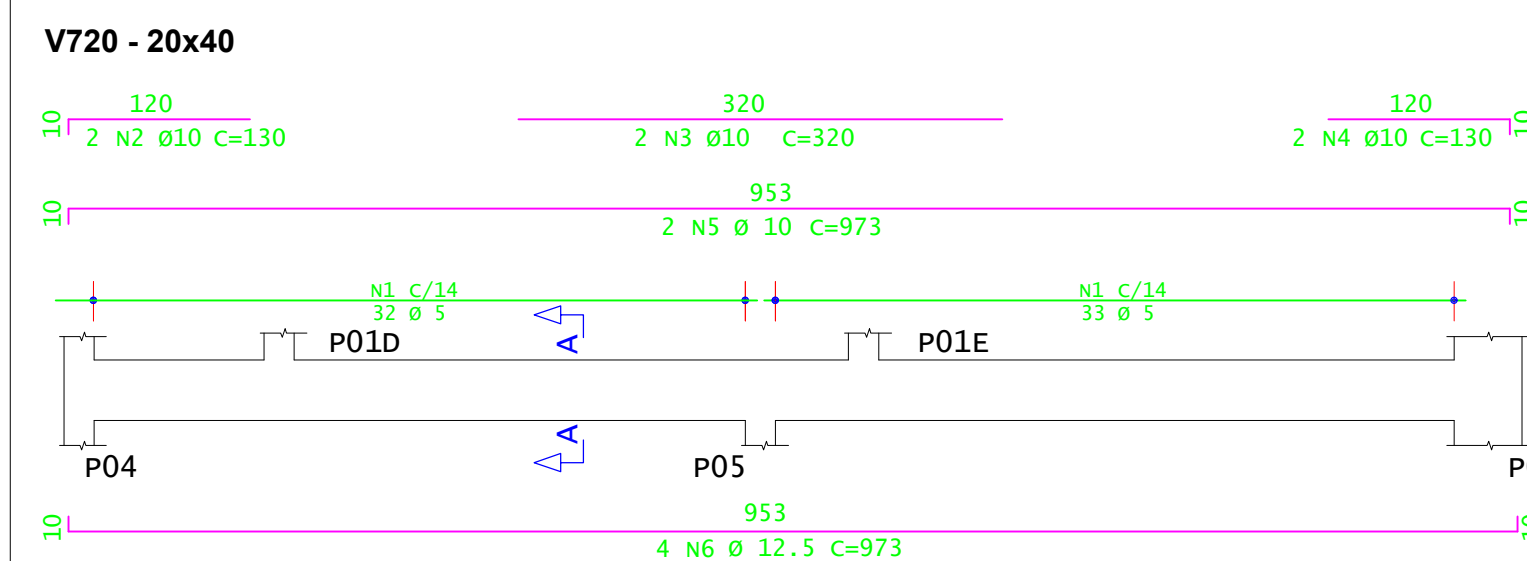 V720 - 20x40
120 320 120
10 2 N2 Ø10 C=130 2 N3 Ø10 C=320 2 N4 Ø10 C=130 10
953
10 2 N5 Ø 10 C=973 10
N1 C/14 N1 C/14
32 Ø 5 33 Ø 5
A
P01D P01E
A
P04 P05
953
10 4 N6 Ø 12.5 C=973